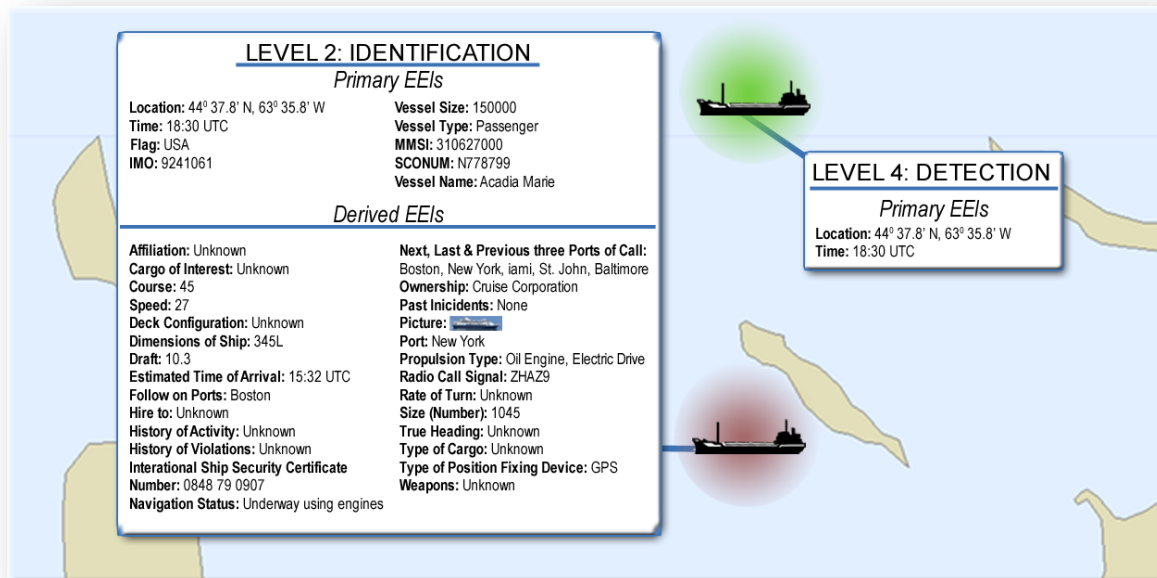 LEVEL 2: IDENTIFICATION
Primary EEIs
Location: 44⁰ 37.8' N, 63⁰ 35.8' W
Time: 18:30 UTC
Flag: USA
IMO: 9241061
Vessel Size: 150000
Vessel Type: Passenger
MMSI: 310627000
SCONUM: N778799
Vessel Name: Acadia Marie
Derived EEIs
Affiliation: Unknown
Cargo of Interest: Unknown
Course: 45
Speed: 27
Deck Configuration: Unknown
Dimensions of Ship: 345L
Draft: 10.3
Estimated Time of Arrival: 15:32 UTC
Follow on Ports: Boston
Hire to: Unknown
History of Activity: Unknown
History of Violations: Unknown
Interational Ship Security Certificate
Number: 0848 79 0907
Navigation Status: Underway using engines
Next, Last & Previous three Ports of Call:
Boston, New York, iami, St. John, Baltimore
Ownership: Cruise Corporation
Past Inicidents: None
Picture:
Port: New York
Propulsion Type: Oil Engine, Electric Drive
Radio Call Signal: ZHAZ9
Rate of Turn: Unknown
Size (Number): 1045
True Heading: Unknown
Type of Cargo: Unknown
Type of Position Fixing Device: GPS
Weapons: Unknown
LEVEL 4: DETECTION
Primary EEIs
Location: 44⁰ 37.8' N, 63⁰ 35.8' W
Time: 18:30 UTC